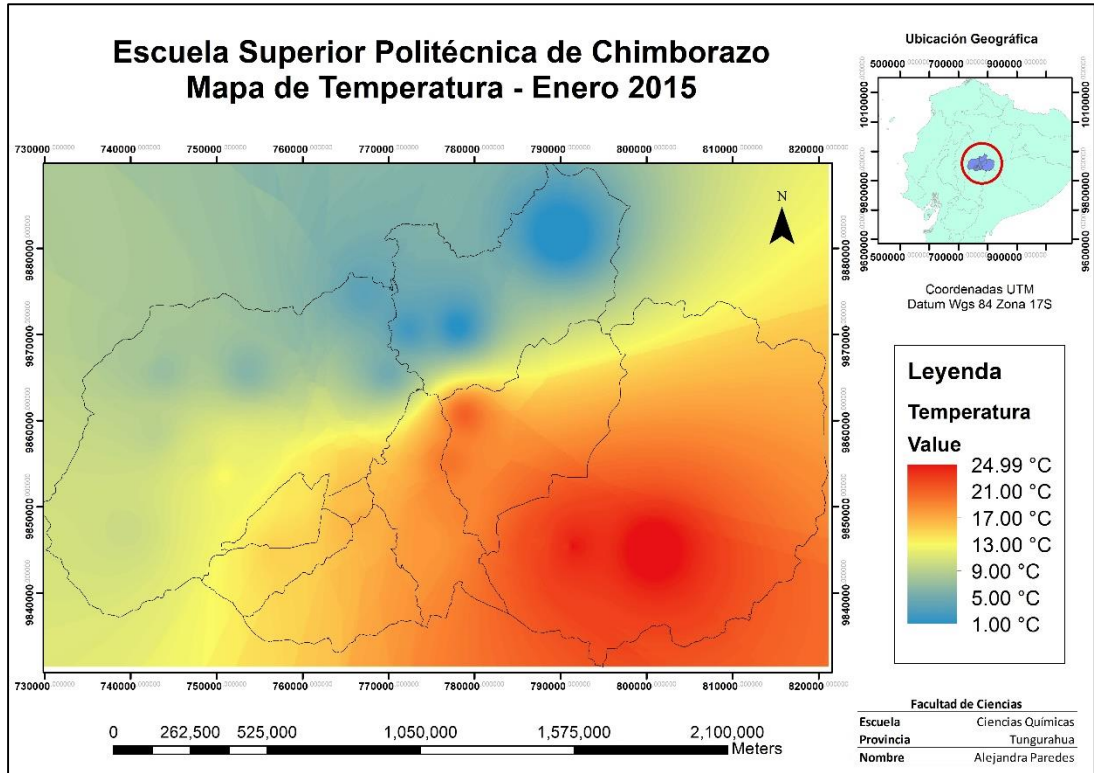 Escuela Superior Politécnica de Chimborazo
Mapa de Temperatura - Enero 2015
730000 740000 750000 760000 770000 780000 790000 800000 810000 820000
9880000 9870000 9860000 9850000 9840000
N
9880000 9870000 9860000 9850000 9840000
730000 740000 750000 760000 770000 780000 790000 800000 810000 820000
0 262,500 525,000 1,050,000 1,575,000 2,100,000
Meters
Ubicación Geográfica
500000 700000 900000
10100000 9800000 9600000
10100000 9800000 9600000
500000 700000 900000
Coordenadas UTM
Datum Wgs 84 Zona 17S
Leyenda
Temperatura
Value
24.99 °C
21.00 °C
17.00 °C
13.00 °C
9.00 °C
5.00 °C
1.00 °C
Facultad de Ciencias
Escuela Ciencias Químicas
Provincia Tungurahua
Nombre Alejandra Paredes